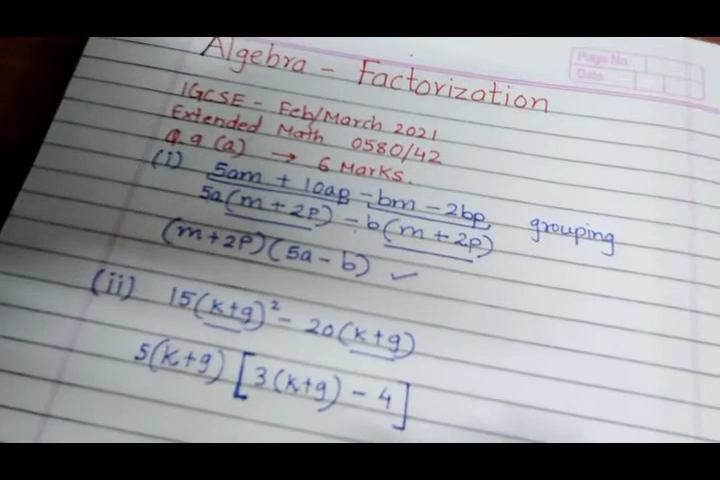 Page No.
Date
Algebra - Factorization
IGCSE - Feb/March 2021
Extended Math 0580/42
Q.9 (a) → 6 Marks.
(i) 5am + 10ap - bm - 2bp grouping
5a(m + 2p) - b(m + 2p)
(m+2p)(5a - b) ✓
(ii) 15(k+g)² - 20(k+g)
5(k+g)[3(k+g) - 4]